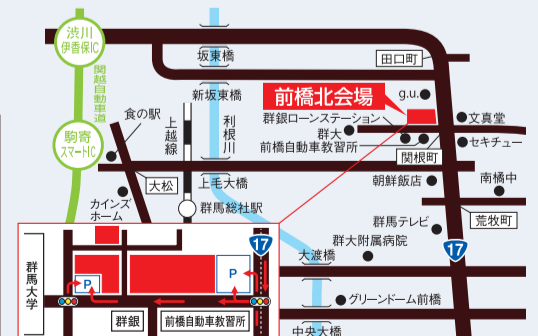 渋川
伊香保IC
関越自動車道
坂東橋
田口町
新坂東橋
g.u.
前橋北会場
食の駅
上越線
利根川
群銀ローンステーション
文真堂
群大
駒寄
スマートIC
前橋自動車教習所
セキチュー
関根町
大松
上毛大橋
朝鮮飯店
南橘中
カインズ
ホーム
群馬総社駅
荒牧町
群馬テレビ
17
17
群大附属病院
大渡橋
群馬大学
P
P
グリーンドーム前橋
群銀
前橋自動車教習所
中央大橋